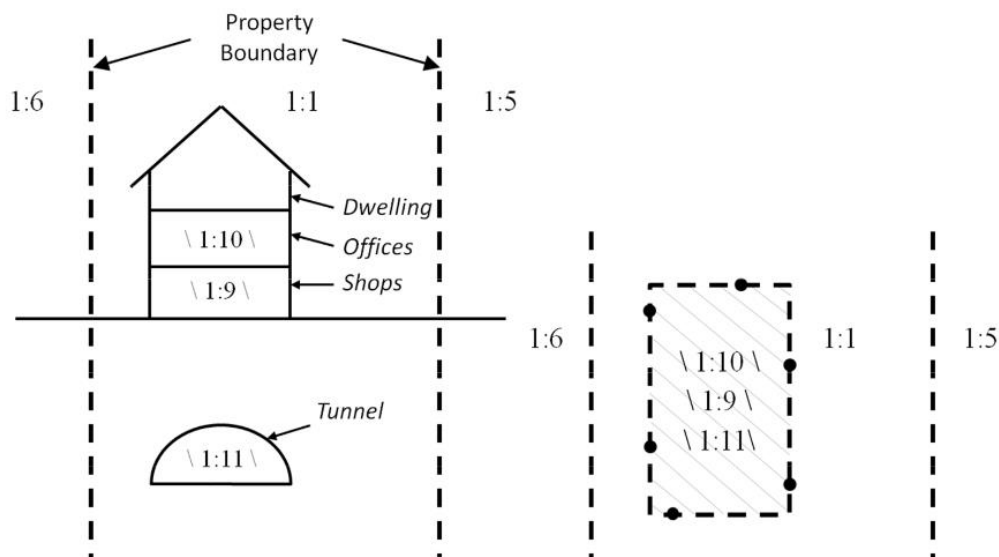 Property
Boundary
1:6
1:1
1:5
Dwelling
\ 1:10 \
Offices
\ 1:9 \
Shops
Tunnel
\ 1:11 \
1:6
1:1
1:5
\ 1:10 \
\ 1:9 \
\ 1:11\